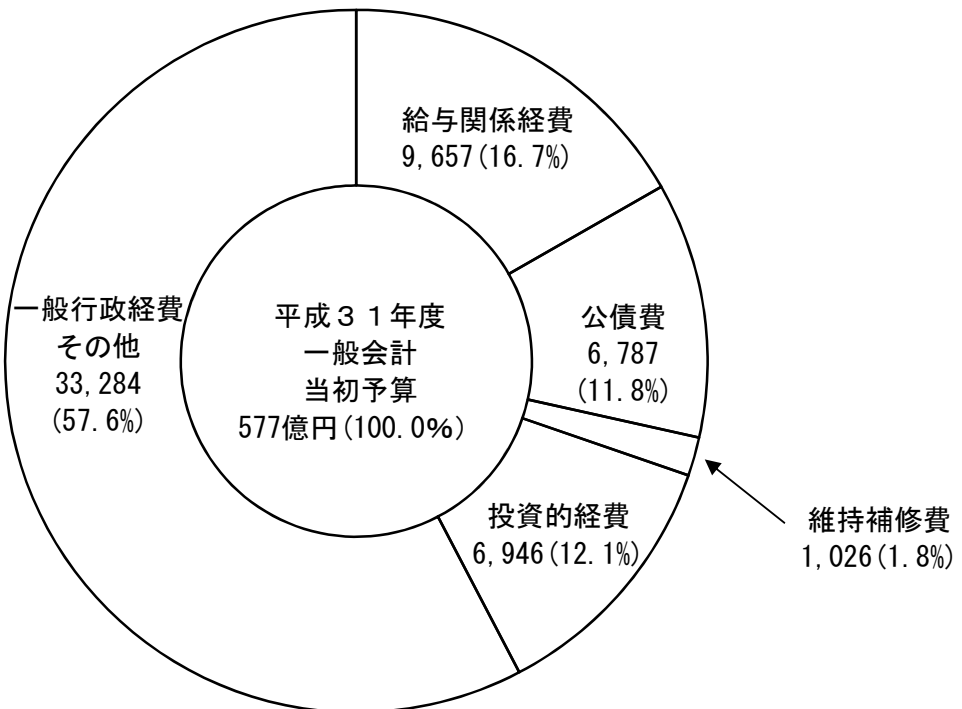 給与関係経費
9,657(16.7%)
公債費
6,787
(11.8%)
維持補修費
1,026(1.8%)
投資的経費
6,946(12.1%)
一般行政経費
その他
33,284
(57.6%)
平成３１年度
一般会計
当初予算
577億円(100.0%)